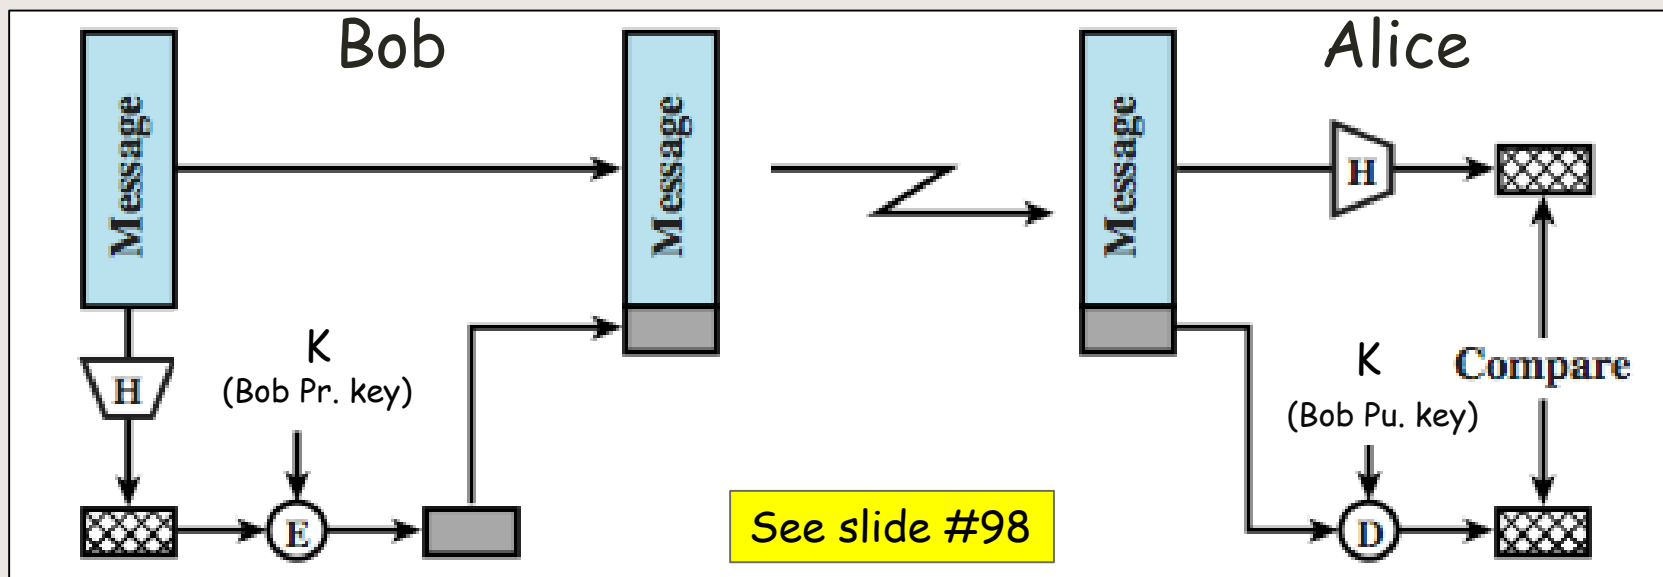 Bob
Alice
Message
Message
Message
H
H
K
(Bob Pr. key)
K
(Bob Pu. key)
Compare
E
D
See slide #98